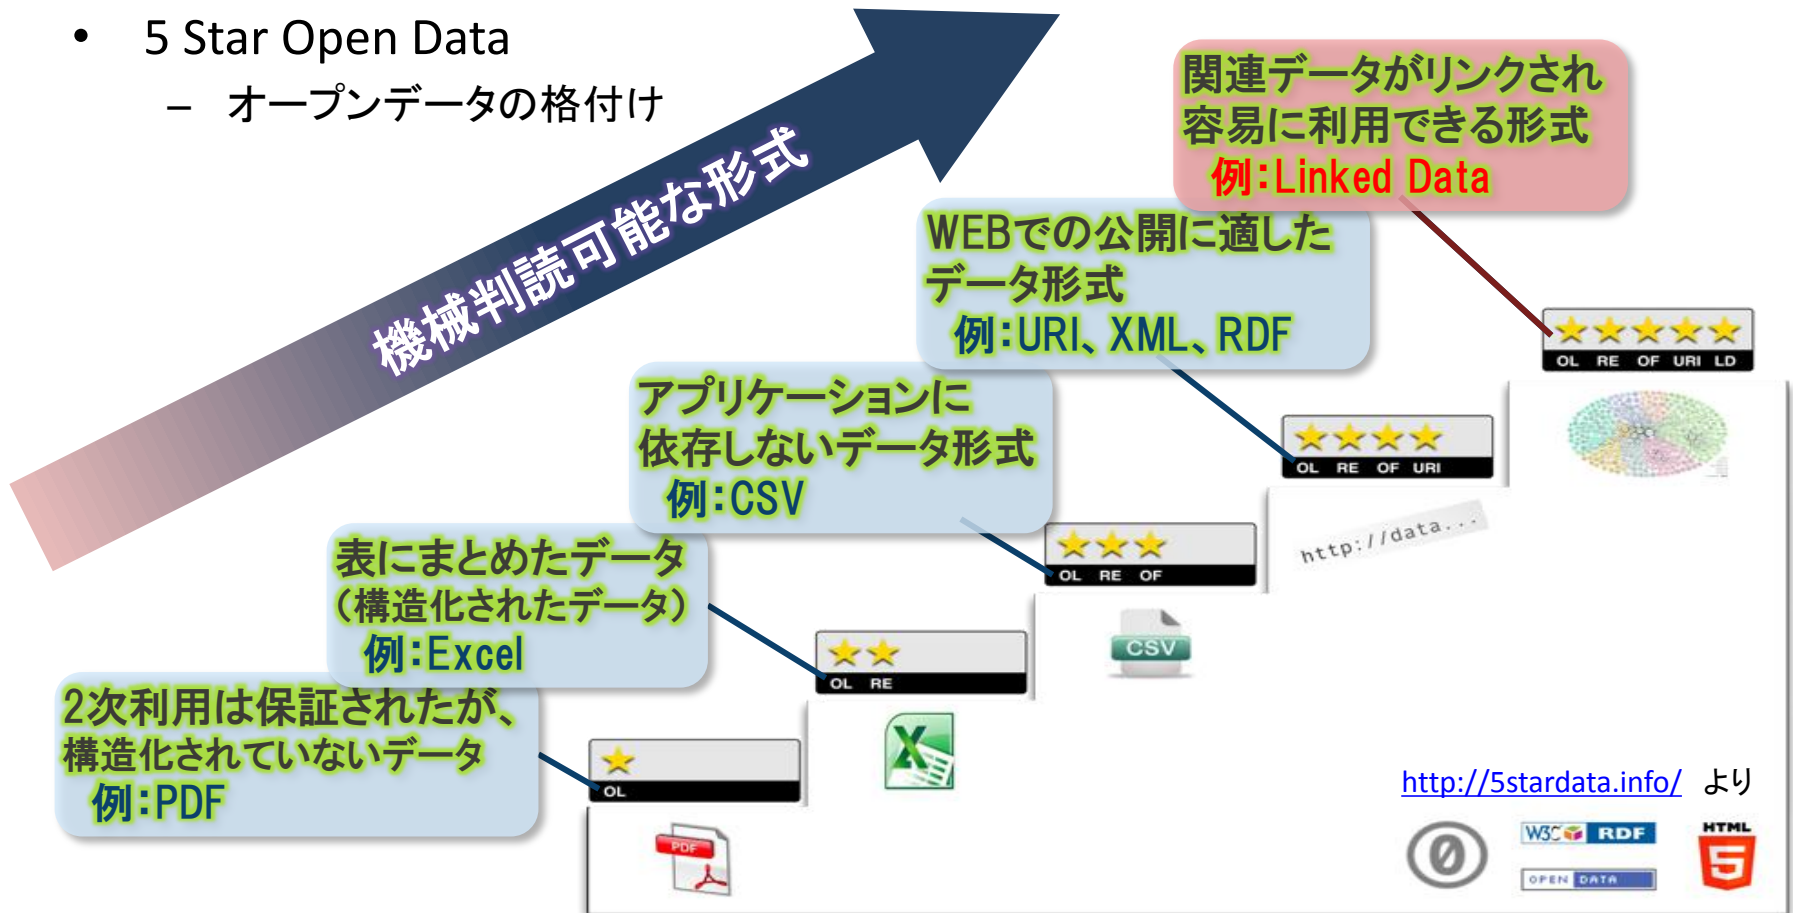 • 5 Star Open Data
– オープンデータの格付け
機械判読可能な形式
関連データがリンクされ
容易に利用できる形式
例：Linked Data
WEBでの公開に適した
データ形式
例：URI、XML、RDF
アプリケーションに
依存しないデータ形式
例：CSV
表にまとめたデータ
（構造化されたデータ）
例：Excel
2次利用は保証されたが、
構造化されていないデータ
例：PDF
OL RE OF URI LD
OL RE OF URI
http://data...
OL RE OF
CSV
OL RE
OL
PDF
http://5stardata.info/ より
W3C RDF
OPEN DATA
HTML
5
0